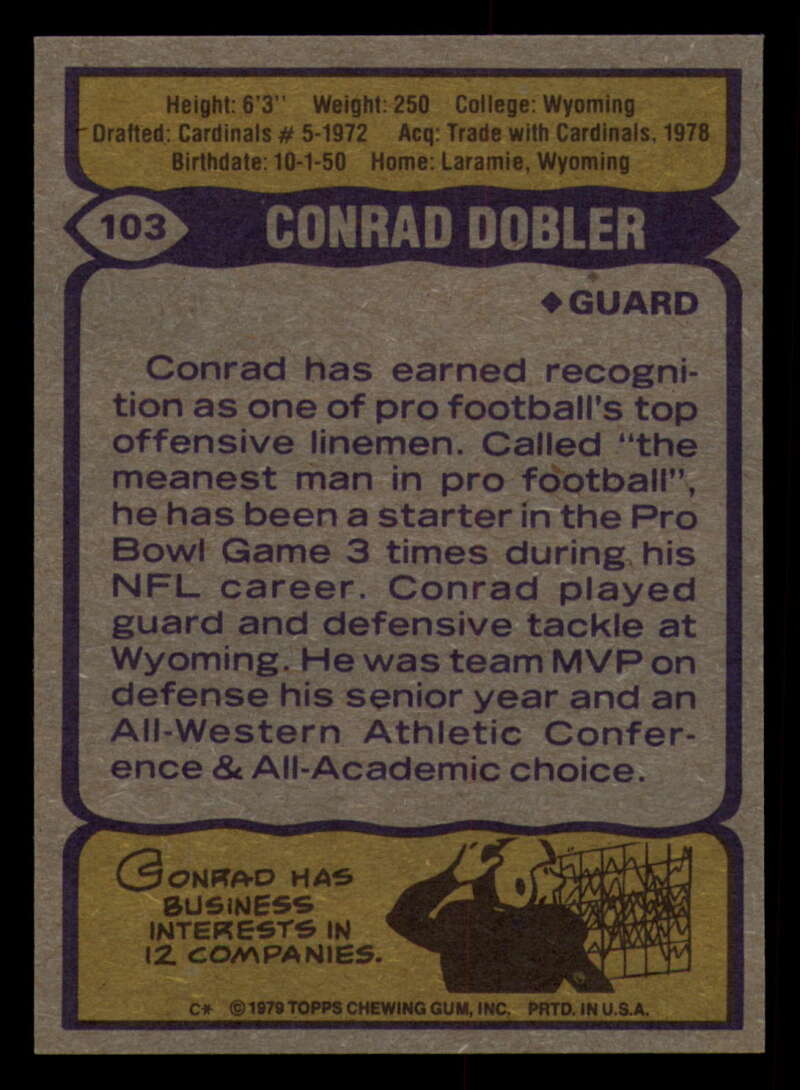 Height: 6'3" Weight: 250 College: Wyoming
Drafted: Cardinals # 5-1972 Acq: Trade with Cardinals, 1978
Birthdate: 10-1-50 Home: Laramie, Wyoming
103 CONRAD DOBLER
◆GUARD
Conrad has earned recogni-
tion as one of pro football's top
offensive linemen. Called "the
meanest man in pro football",
he has been a starter in the Pro
Bowl Game 3 times during his
NFL career. Conrad played
guard and defensive tackle at
Wyoming. He was team MVP on
defense his senior year and an
All-Western Athletic Confer-
ence & All-Academic choice.
CONRAD HAS
BUSINESS
INTERESTS IN
12 COMPANIES.
C* © 1979 TOPPS CHEWING GUM, INC. PRTD. IN U.S.A.